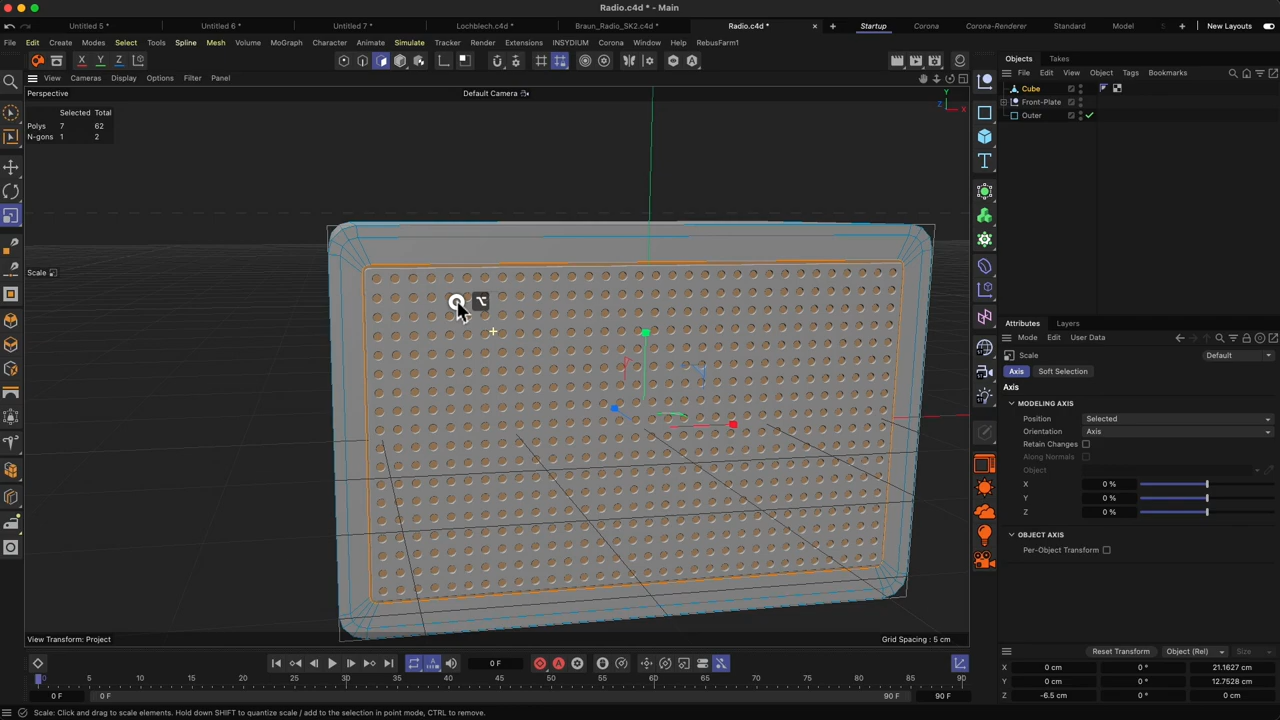 Radio.c4d * - Main
Untitled 5 *
Untitled 6 *
Untitled 7 *
Lochblech.c4d *
Braun_Radio_SK2.c4d *
Radio.c4d *
Startup
Corona
Corona-Renderer
Standard
Model
New Layouts
File Edit Create Modes Select Tools Spline Mesh Volume MoGraph Character Animate Simulate Tracker Render Extensions INSYDIUM Corona Window Help RebusFarm1
X Y Z
Objects Takes
File Edit View Object Tags Bookmarks
View Cameras Display Options Filter Panel
Perspective
Default Camera
Y
Z X
Selected Total
Polys 7 62
N-gons 1 2
Cube
Front-Plate
Outer
Scale
⌥
Attributes Layers
Mode Edit User Data
Scale Default
Axis Soft Selection
Axis
MODELING AXIS
Position Selected
Orientation Axis
Retain Changes
Along Normals
Object
X 0 %
Y 0 %
Z 0 %
OBJECT AXIS
Per-Object Transform
View Transform: Project
Grid Spacing : 5 cm
0 F
Reset Transform Object (Rel) Size
0 5 10 15 20 25 30 35 40 45 50 55 60 65 70 75 80 85 90
0 F 0 F 90 F 90 F
X 0 cm 0 ° 21.1627 cm
Y 0 cm 0 ° 12.7528 cm
Z -6.5 cm 0 ° 0 cm
Scale: Click and drag to scale elements. Hold down SHIFT to quantize scale / add to the selection in point mode, CTRL to remove.